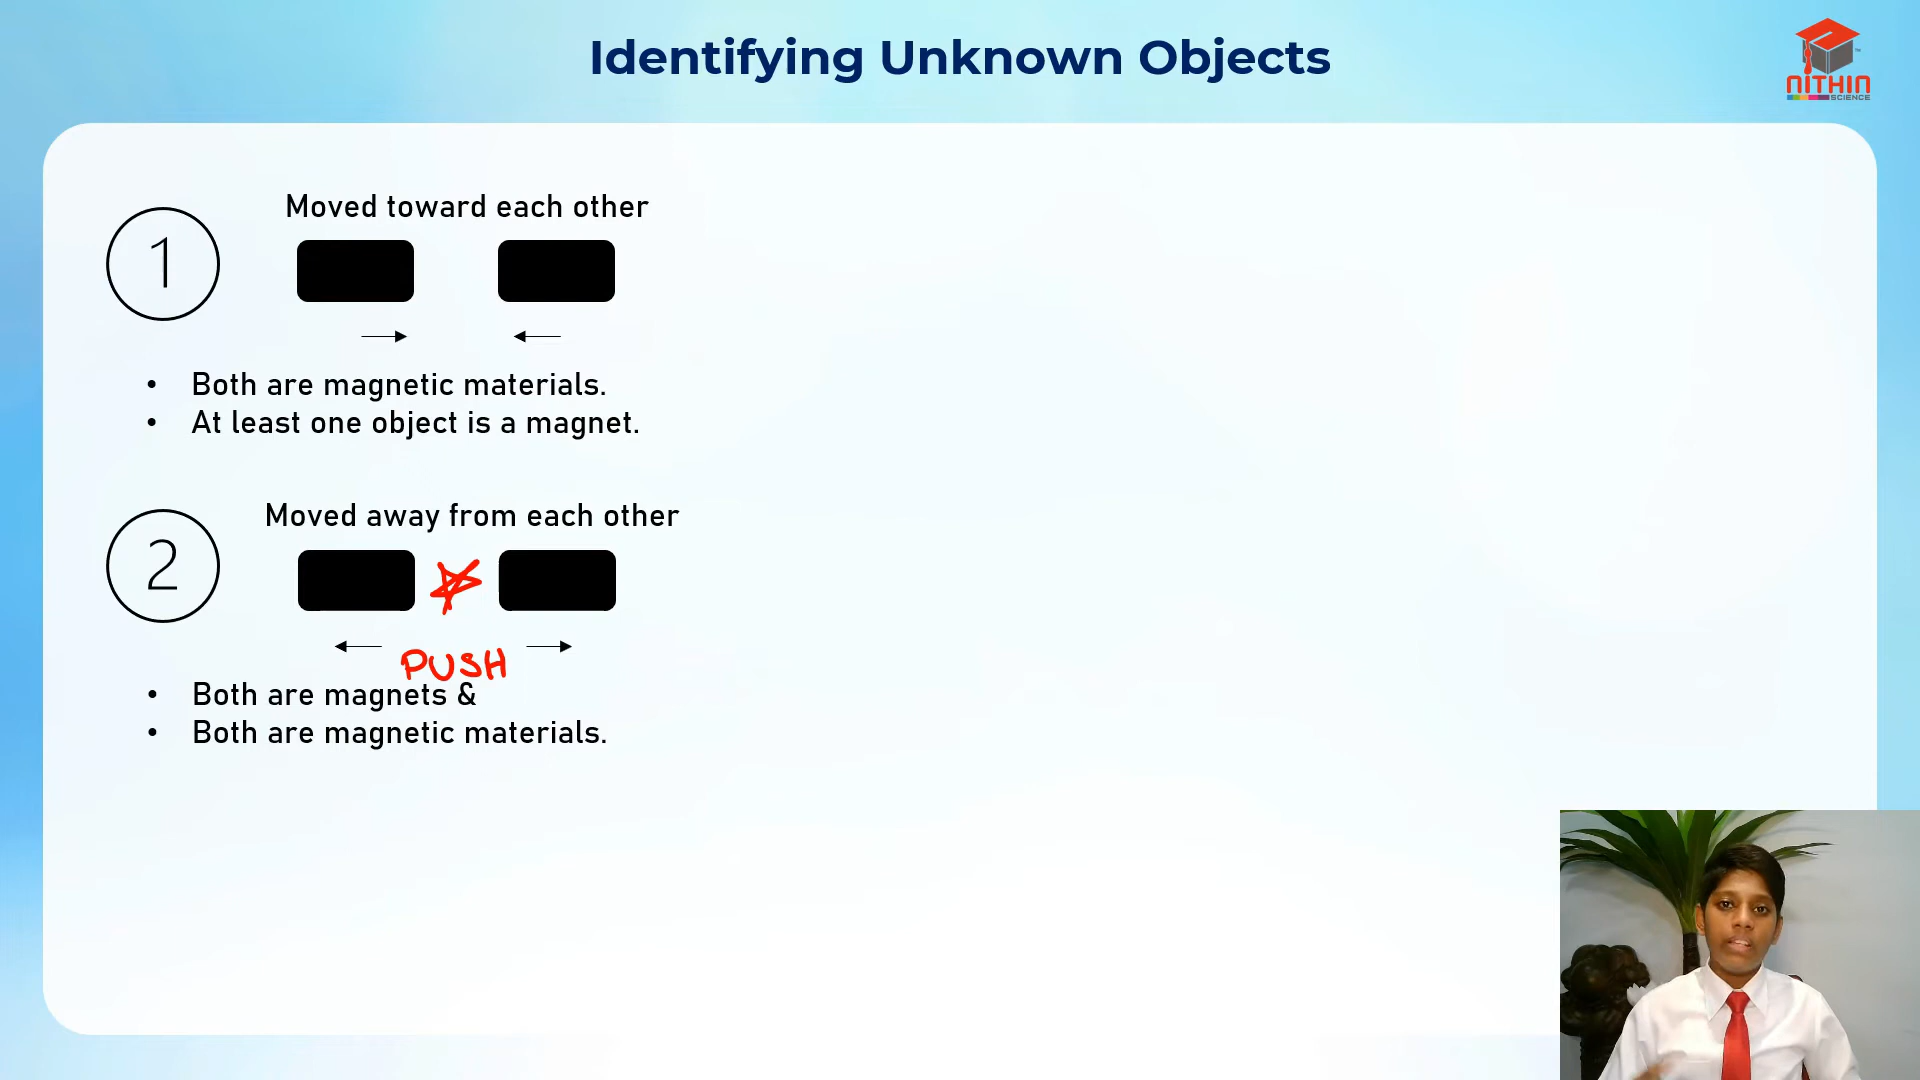 Identifying Unknown Objects
NITHIN
SCIENCE
1
Moved toward each other
• Both are magnetic materials.
• At least one object is a magnet.
2
Moved away from each other
PUSH
• Both are magnets &
• Both are magnetic materials.